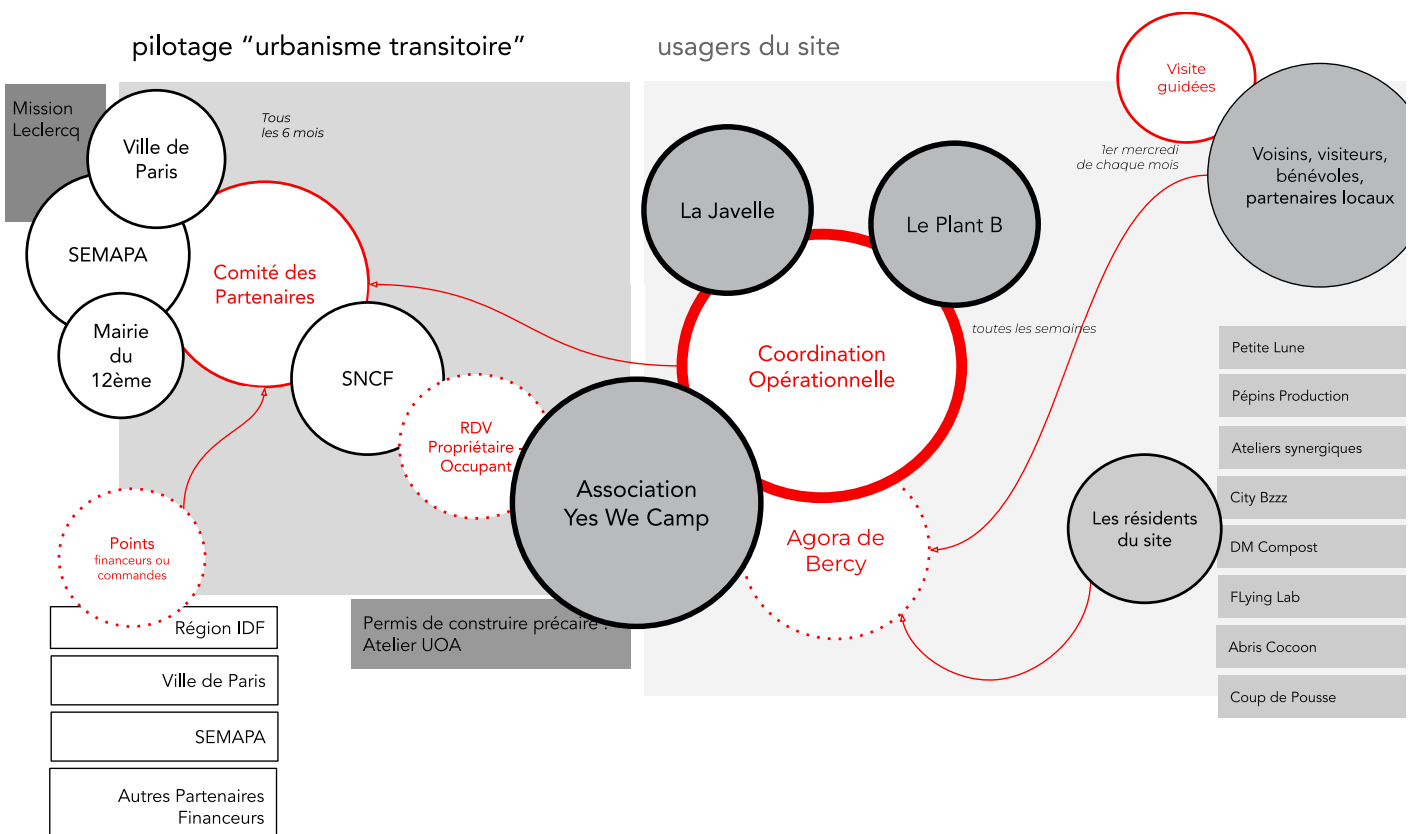 pilotage “urbanisme transitoire”
usagers du site
Mission
Leclercq
Ville de
Paris
Tous
les 6 mois
SEMAPA
Comité des
Partenaires
Mairie
du
12ème
SNCF
RDV
Propriétaire -
Occupant
Points
financeurs ou
commandes
Région IDF
Ville de Paris
SEMAPA
Autres Partenaires
Financeurs
Permis de construire précaire :
Atelier UOA
La Javelle
Le Plant B
Coordination
Opérationnelle
toutes les semaines
Association
Yes We Camp
Agora de
Bercy
Visite
guidées
1er mercredi
de chaque mois
Voisins, visiteurs,
bénévoles,
partenaires locaux
Les résidents
du site
Petite Lune
Pépins Production
Ateliers synergiques
City Bzzz
DM Compost
FLying Lab
Abris Cocoon
Coup de Pousse